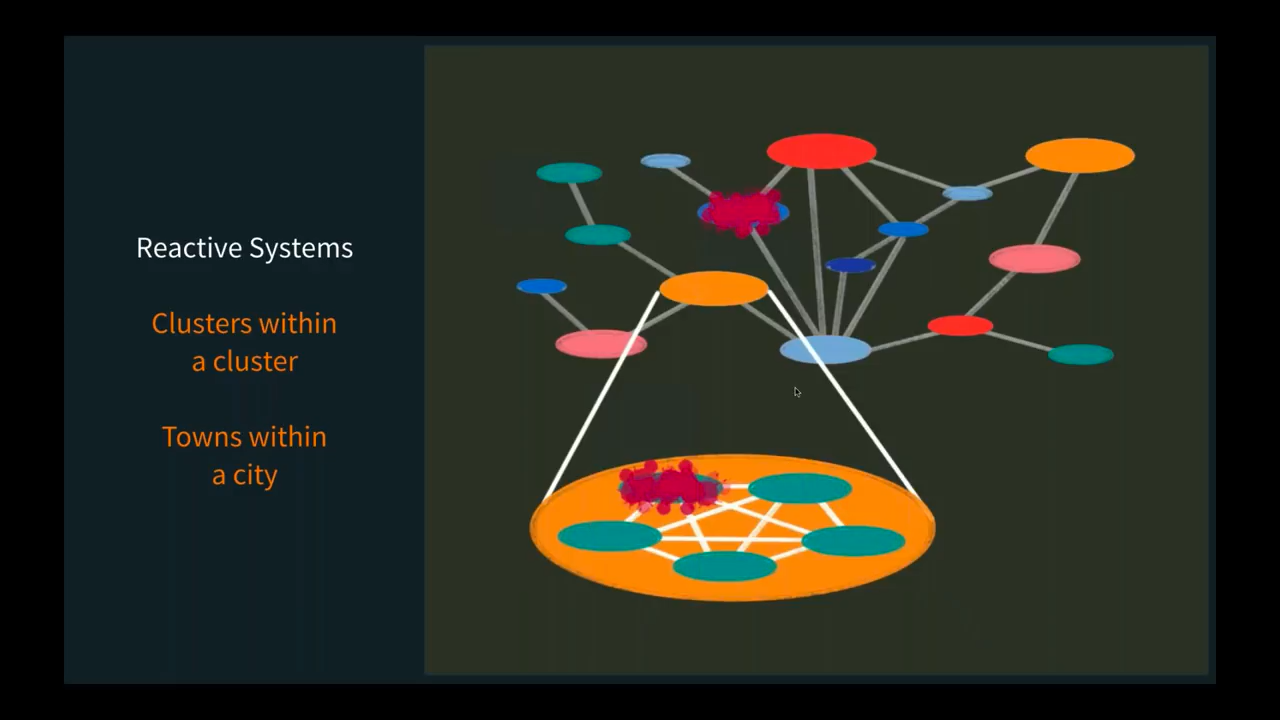 Reactive Systems
Clusters within
a cluster
Towns within
a city